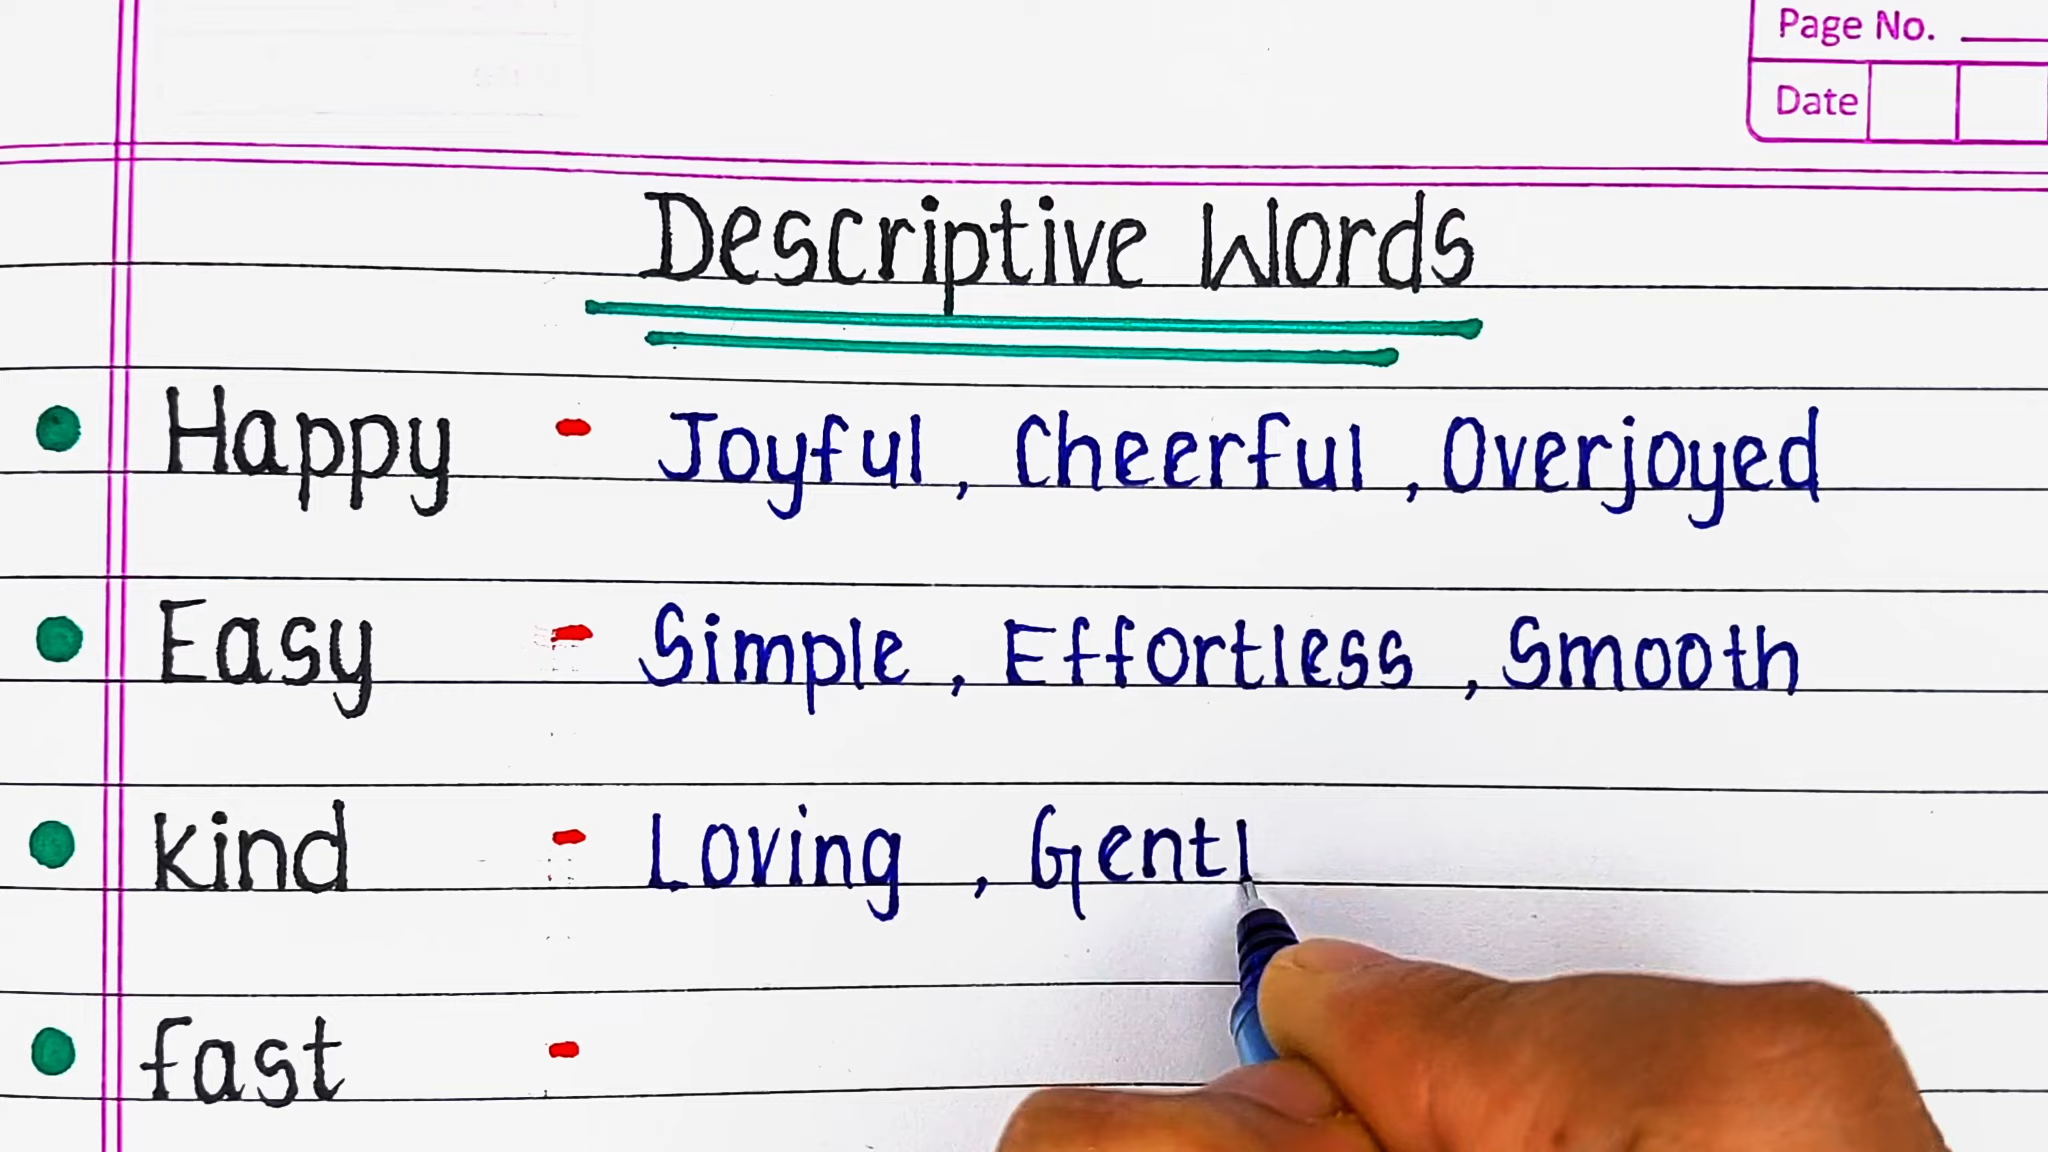 Page No.
Date
Descriptive Words
Happy - Joyful, Cheerful, Overjoyed
Easy - Simple, Effortless, Smooth
kind - Loving, Gentl
fast -